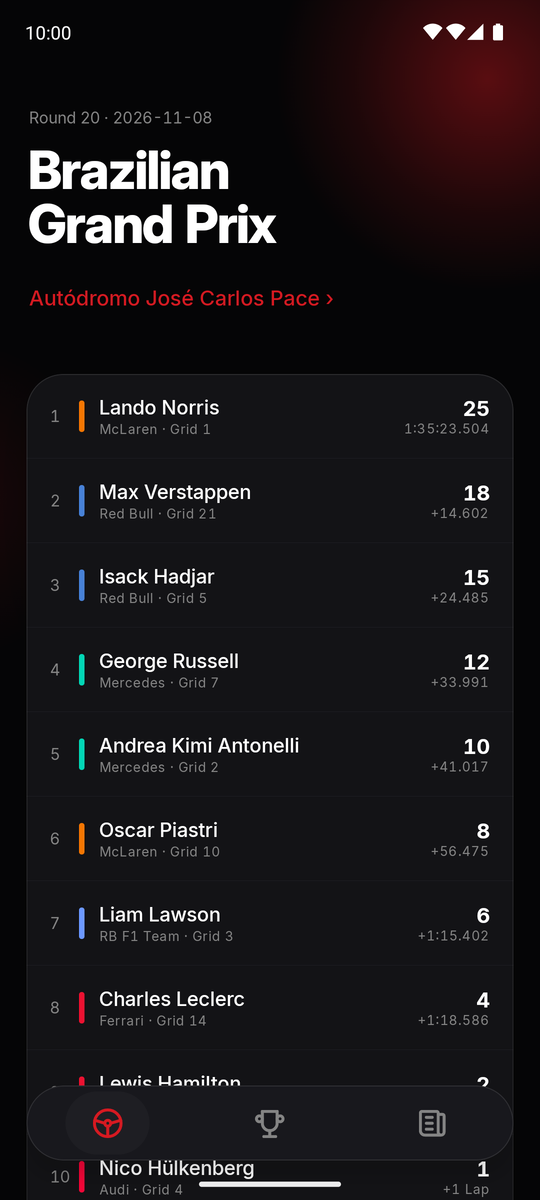 10:00
Round 20 · 2026-11-08
Brazilian
Grand Prix
Autódromo José Carlos Pace ›
1 Lando Norris 25
McLaren · Grid 1 1:35:23.504
2 Max Verstappen 18
Red Bull · Grid 21 +14.602
3 Isack Hadjar 15
Red Bull · Grid 5 +24.485
4 George Russell 12
Mercedes · Grid 7 +33.991
5 Andrea Kimi Antonelli 10
Mercedes · Grid 2 +41.017
6 Oscar Piastri 8
McLaren · Grid 10 +56.475
7 Liam Lawson 6
RB F1 Team · Grid 3 +1:15.402
8 Charles Leclerc 4
Ferrari · Grid 14 +1:18.586
Lewis Hamilton 2
10 Nico Hülkenberg 1
Audi · Grid 4 +1 Lap